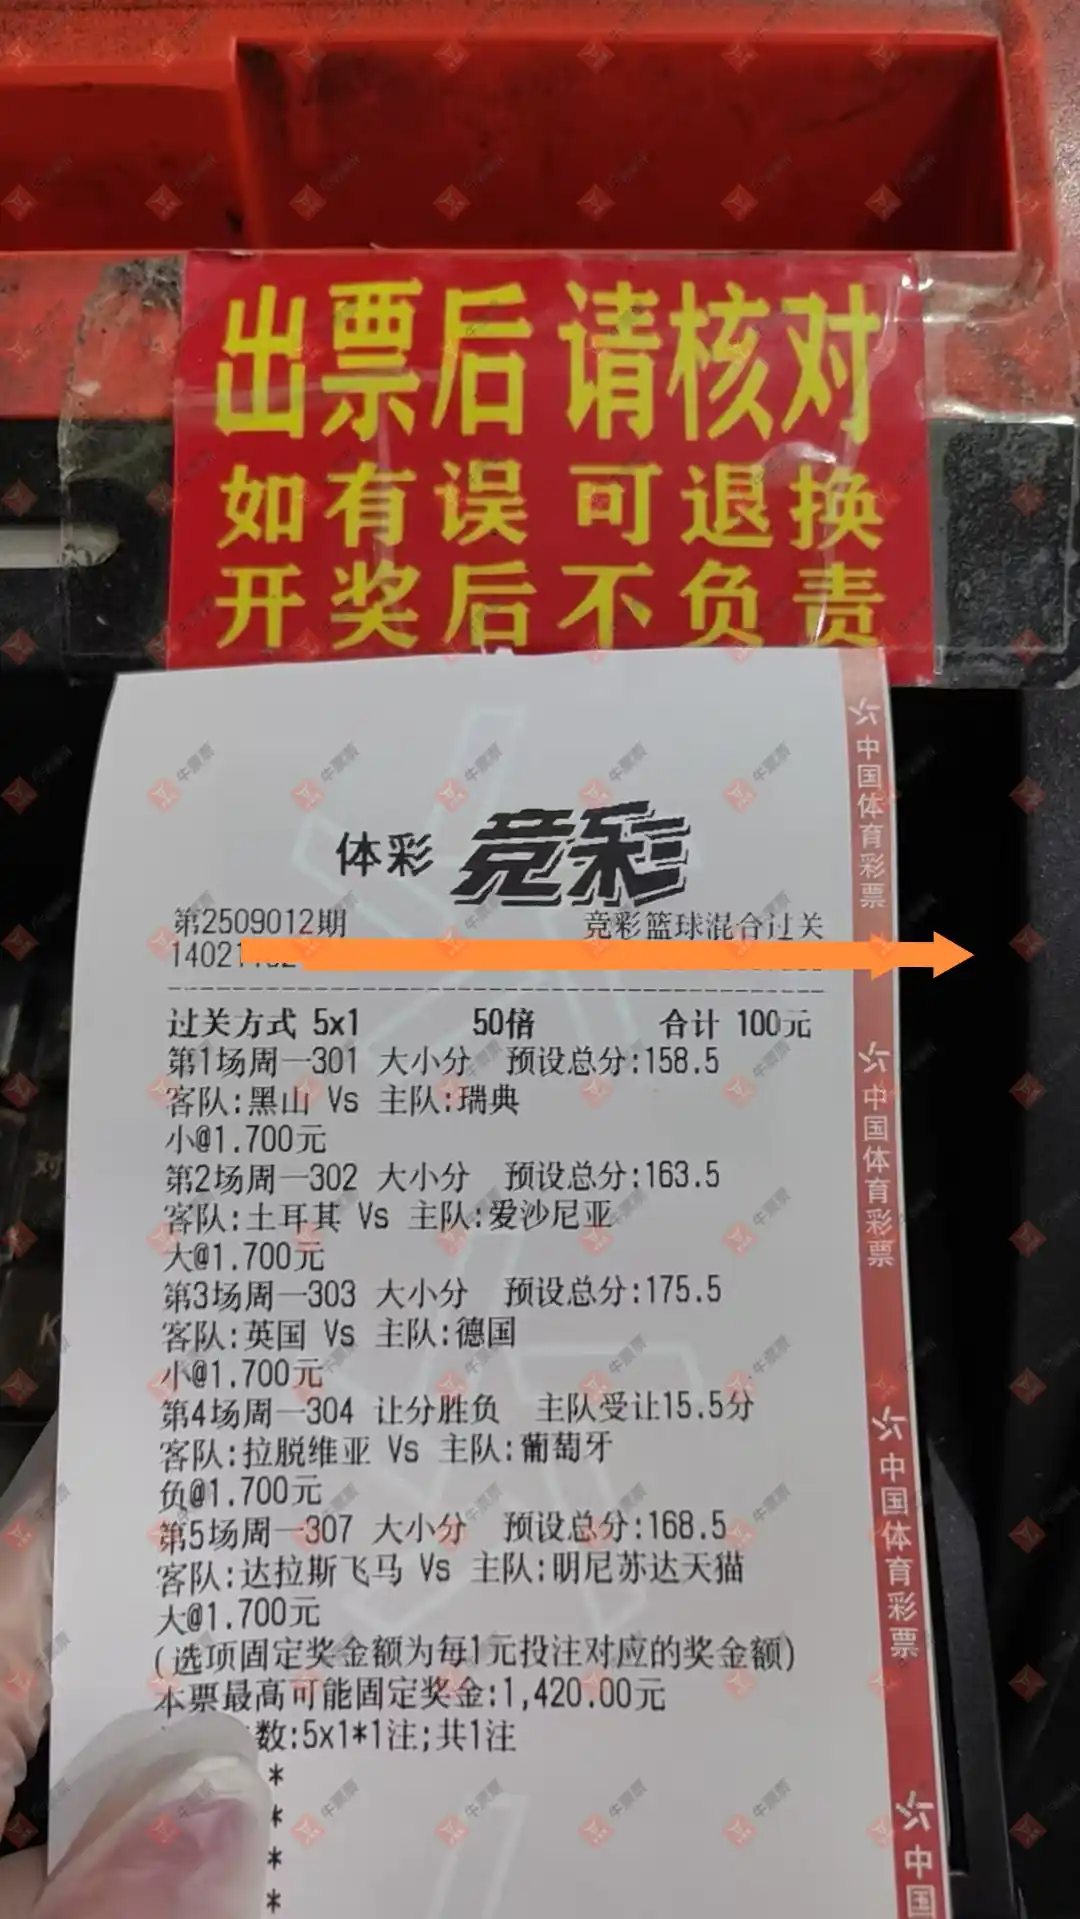 出票后请核对
如有误可退换
开奖后不负责
体彩 竞彩
第2509012期 竞彩篮球混合过关
14021
过关方式 5x1 50倍 合计 100元
第1场周一301 大小分 预设总分:158.5
客队:黑山 Vs 主队:瑞典
小@1.700元
第2场周一302 大小分 预设总分:163.5
客队:土耳其 Vs 主队:爱沙尼亚
大@1.700元
第3场周一303 大小分 预设总分:175.5
客队:英国 Vs 主队:德国
小@1.700元
第4场周一304 让分胜负 主队受让15.5分
客队:拉脱维亚 Vs 主队:葡萄牙
负@1.700元
第5场周一307 大小分 预设总分:168.5
客队:达拉斯飞马 Vs 主队:明尼苏达天猫
大@1.700元
(选项固定奖金额为每1元投注对应的奖金额)
本票最高可能固定奖金:1,420.00元
数:5x1*1注;共1注
*
*
*
*
中国体育彩票
中国体育彩票
中国体育彩票
中国
牛票票